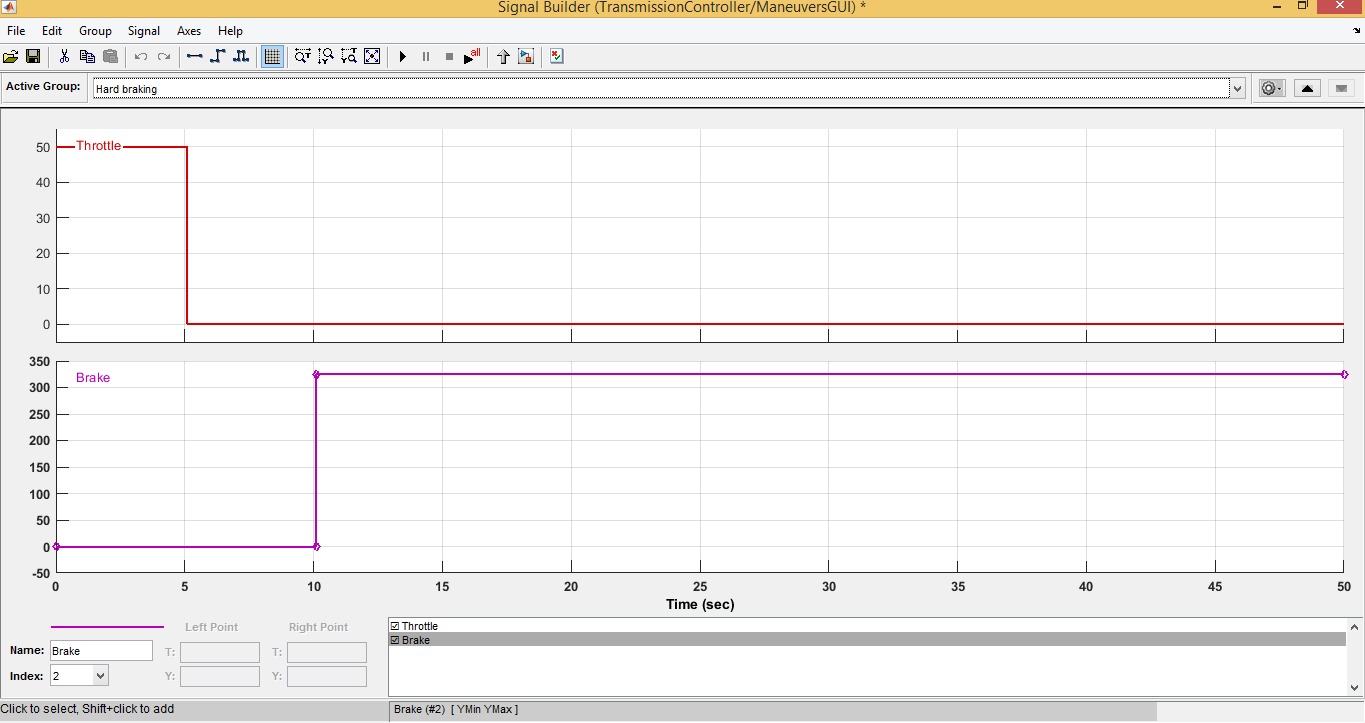 Signal Builder (TransmissionController/ManeuversGUI) *
File Edit Group Signal Axes Help
all
Active Group: Hard braking
Throttle
50
40
30
20
10
0
Brake
350
300
250
200
150
100
50
0
-50
0 5 10 15 20 25 30 35 40 45 50
Time (sec)
Left Point Right Point
Name: Brake T: T:
Index: 2 Y: Y:
Throttle
Brake
Click to select, Shift+click to add Brake (#2) [ YMin YMax ]